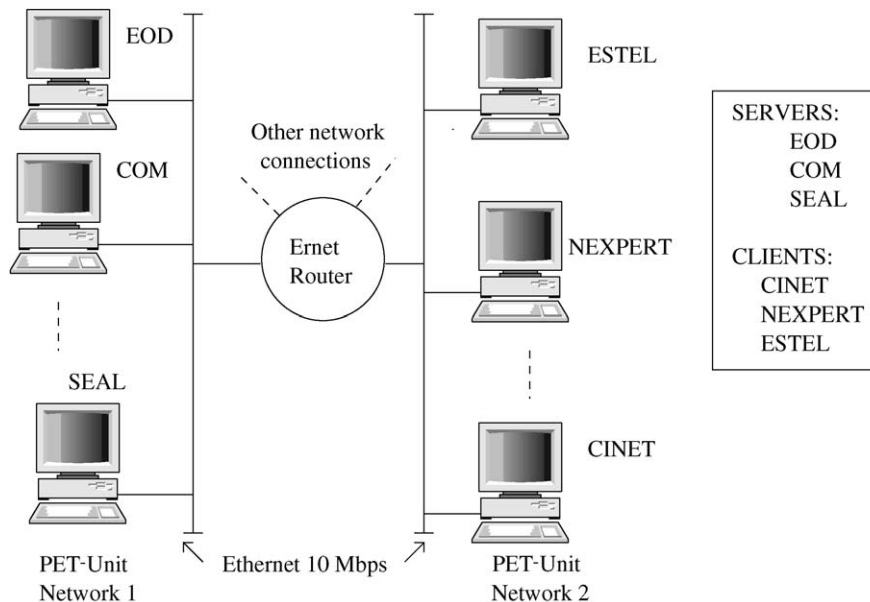 EOD
ESTEL
Other network
connections
COM
Ernet
Router
NEXPERT
SEAL
CINET
PET-Unit
Network 1
Ethernet 10 Mbps
PET-Unit
Network 2
SERVERS:
EOD
COM
SEAL
CLIENTS:
CINET
NEXPERT
ESTEL